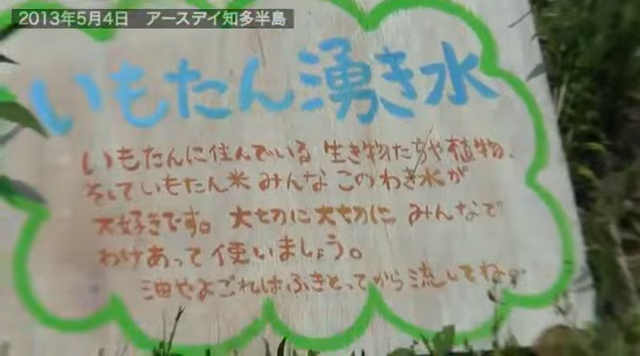 2013年5月4日 アースデイ知多半島
いもたん湧き水
いもたんに住んでいる 生き物たちや植物、
そしていもたん米 みんな このわき水が
大好きです。大切に大切に みんなで
わけあって 使いましょう。
油やよごれは ふきとってから流してね。